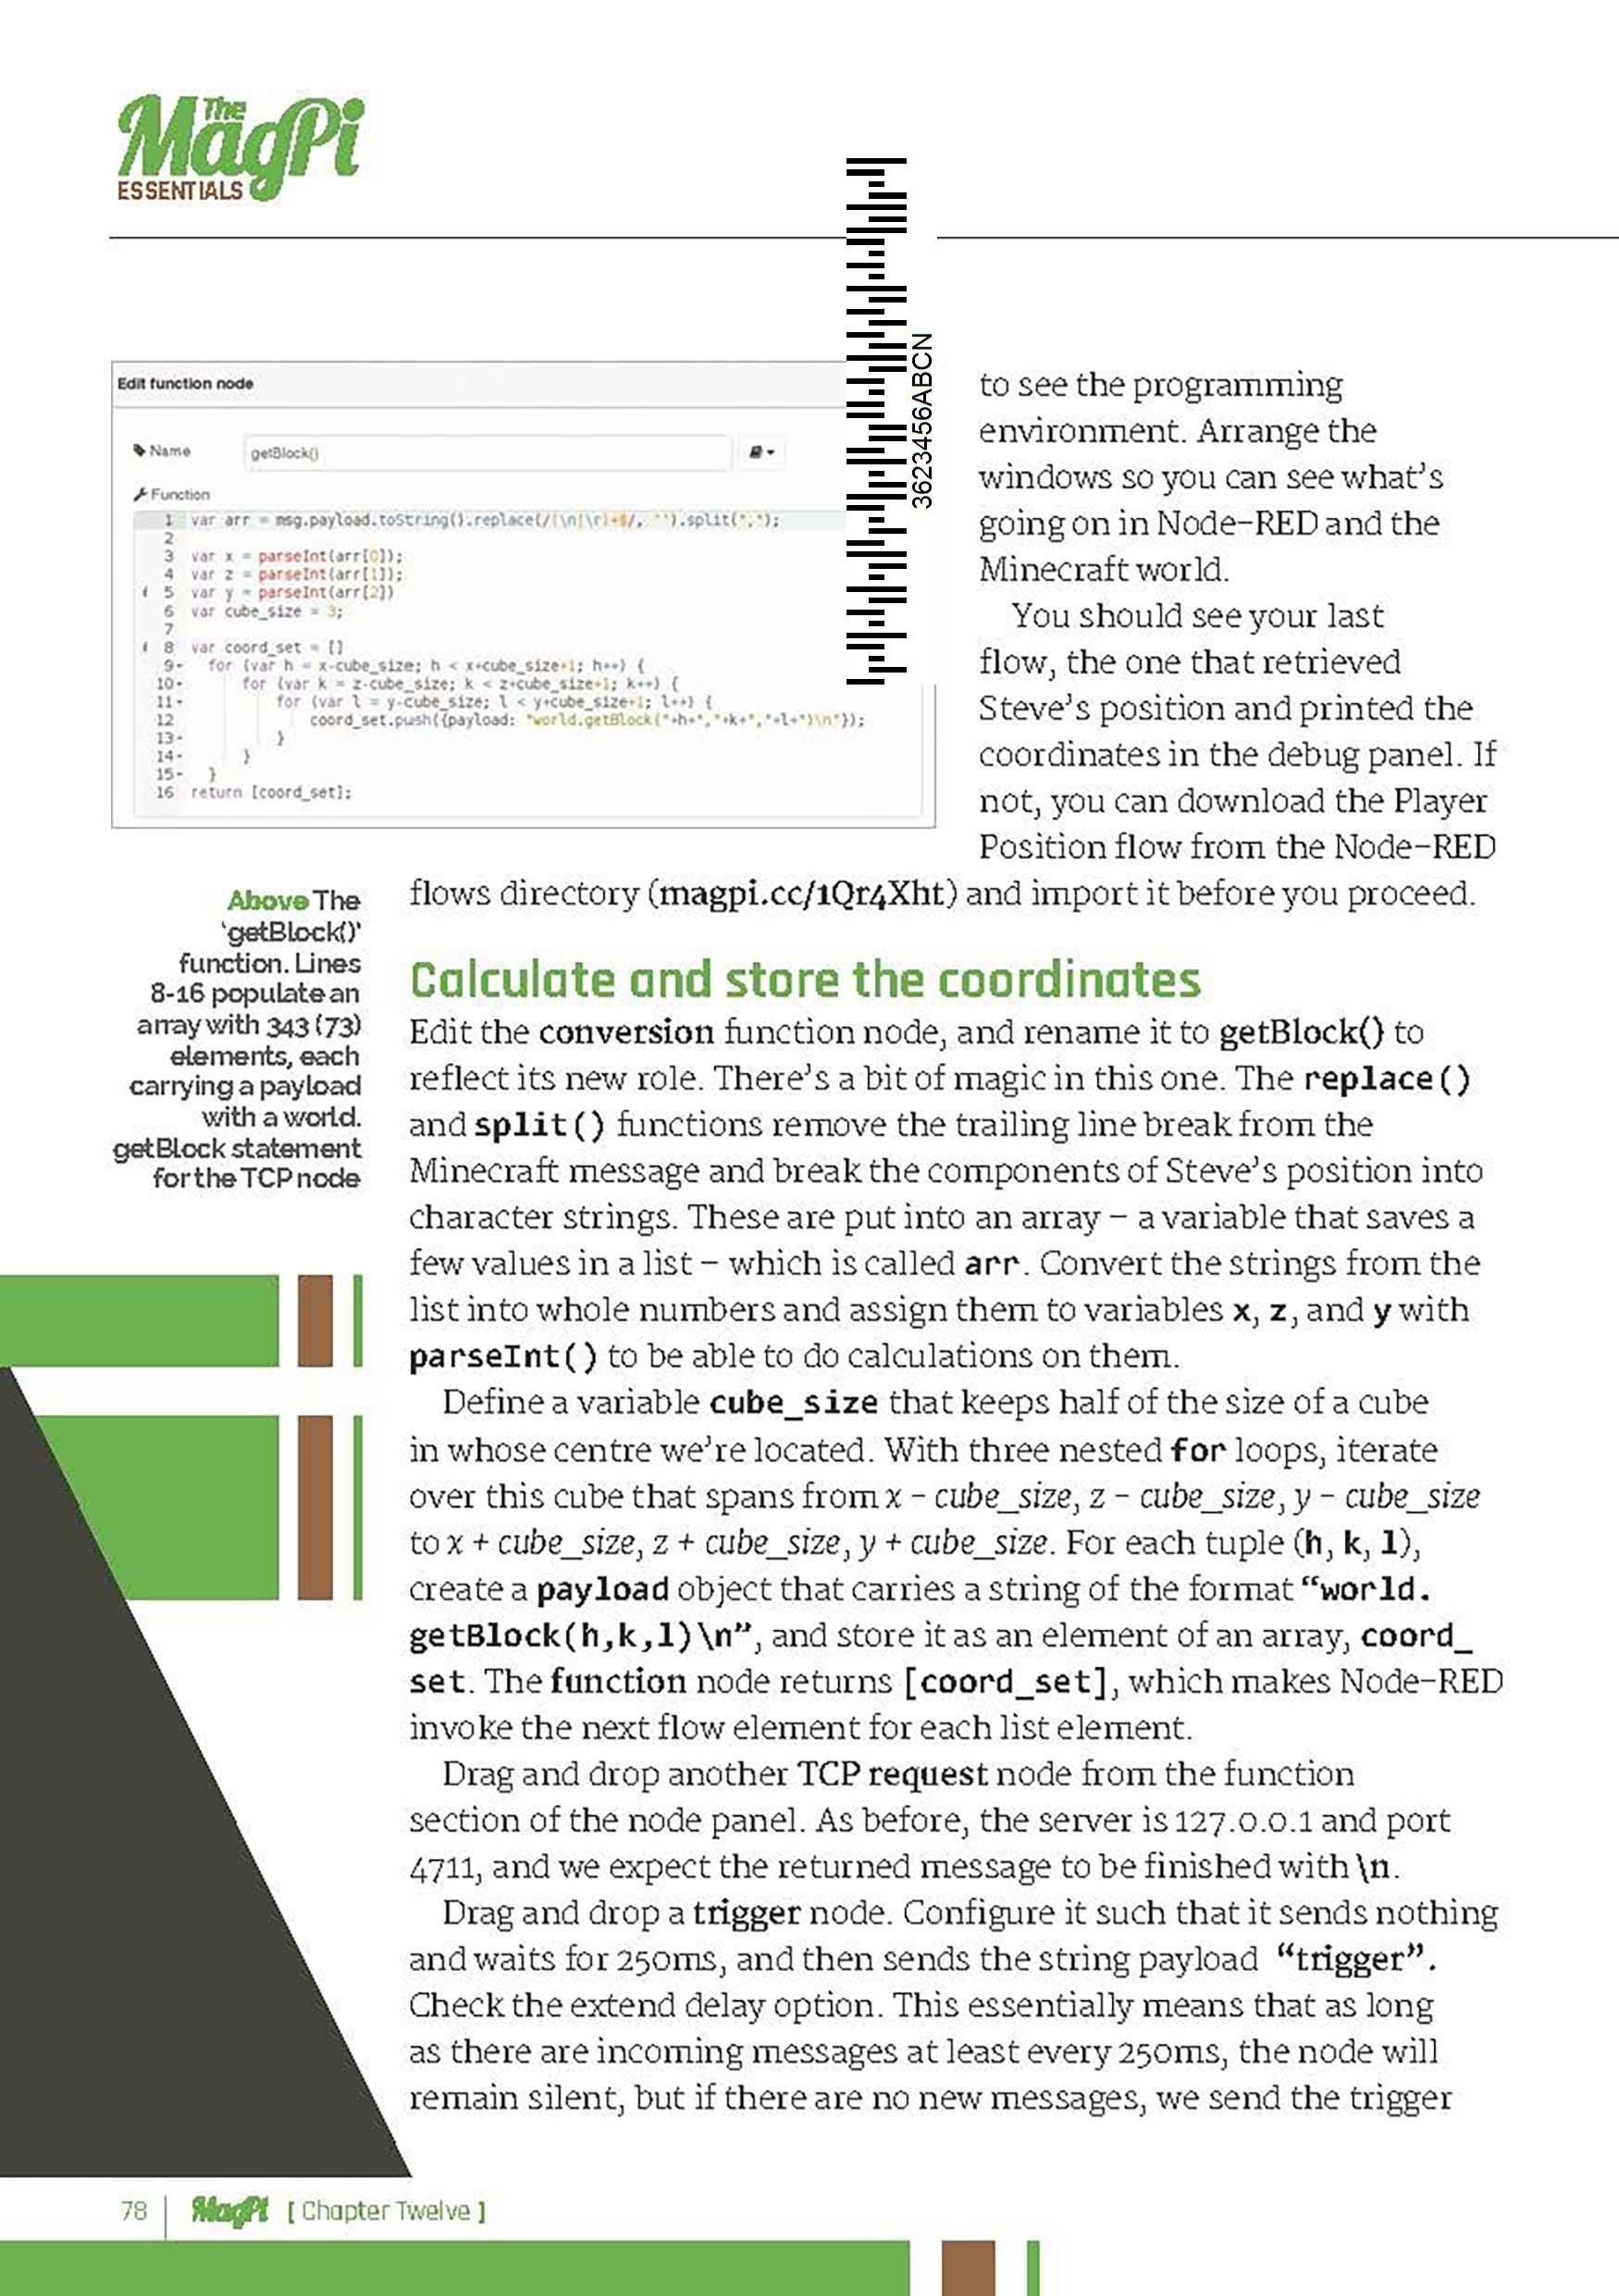 The
MagPi
ESSENTIALS
3623456ABCN
Edit function node
Name
getBlock()
Function
1 var arr = msg.payload.toString().replace(/(\n|\r)+$/, '').split(",");
2
3 var x = parseInt(arr[0]);
4 var z = parseInt(arr[1]);
5 var y = parseInt(arr[2])
6 var cube_size = 3;
7
8 var coord_set = []
9 for (var h = x-cube_size; h < x+cube_size+1; h++) {
10 for (var k = z-cube_size; k < z+cube_size+1; k++) {
11 for (var l = y-cube_size; l < y+cube_size+1; l++) {
12 coord_set.push({payload: "world.getBlock("+h+","+k+","+l+")\n"});
13 }
14 }
15 }
16 return [coord_set];
to see the programming
environment. Arrange the
windows so you can see what's
going on in Node-RED and the
Minecraft world.
You should see your last
flow, the one that retrieved
Steve's position and printed the
coordinates in the debug panel. If
not, you can download the Player
Position flow from the Node-RED
flows directory (magpi.cc/1Qr4Xht) and import it before you proceed.
Above The
'getBlock()'
function. Lines
8-16 populate an
array with 343 (73)
elements, each
carrying a payload
with a world.
getBlock statement
for the TCP node
Calculate and store the coordinates
Edit the conversion function node, and rename it to getBlock() to
reflect its new role. There's a bit of magic in this one. The replace()
and split() functions remove the trailing line break from the
Minecraft message and break the components of Steve's position into
character strings. These are put into an array – a variable that saves a
few values in a list – which is called arr. Convert the strings from the
list into whole numbers and assign them to variables x, z, and y with
parseInt() to be able to do calculations on them.
Define a variable cube_size that keeps half of the size of a cube
in whose centre we're located. With three nested for loops, iterate
over this cube that spans from x – cube_size, z – cube_size, y – cube_size
to x + cube_size, z + cube_size, y + cube_size. For each tuple (h, k, l),
create a payload object that carries a string of the format “world.
getBlock(h,k,l)\n”, and store it as an element of an array, coord_
set. The function node returns [coord_set], which makes Node-RED
invoke the next flow element for each list element.
Drag and drop another TCP request node from the function
section of the node panel. As before, the server is 127.0.0.1 and port
4711, and we expect the returned message to be finished with \n.
Drag and drop a trigger node. Configure it such that it sends nothing
and waits for 250ms, and then sends the string payload “trigger”.
Check the extend delay option. This essentially means that as long
as there are incoming messages at least every 250ms, the node will
remain silent, but if there are no new messages, we send the trigger
78 MagPi [ Chapter Twelve ]